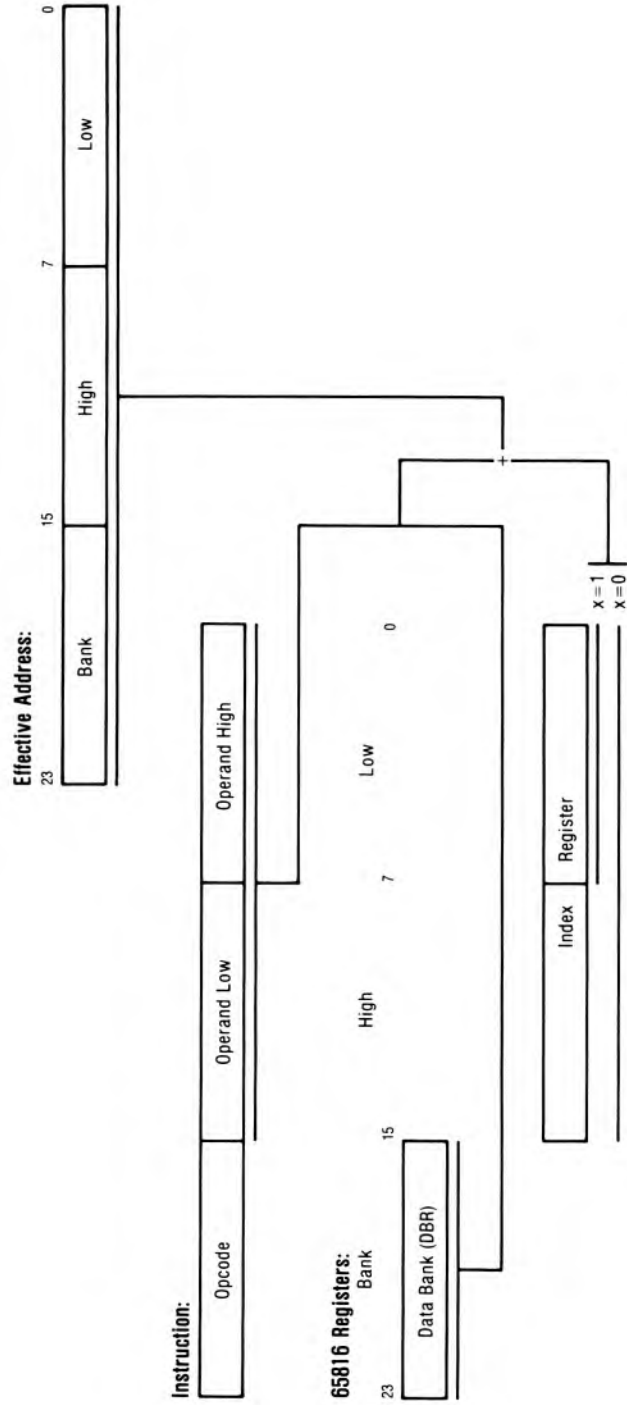 Effective Address:
23 15 7 0
Bank High Low
Instruction:
Opcode Operand Low Operand High
65816 Registers:
Bank High Low
23 15 7 0
Data Bank (DBR)
+
Index Register
x = 1
x = 0